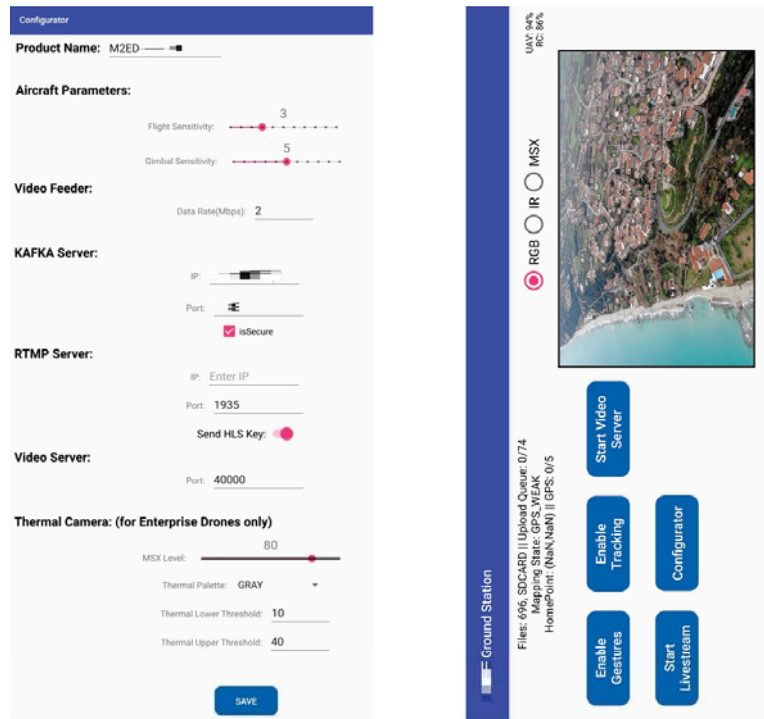 Configurator
Product Name: M2ED
Aircraft Parameters:
3
Flight Sensitivity:
5
Gimbal Sensitivity:
Video Feeder:
Data Rate(Mbps): 2
KAFKA Server:
IP:
Port:
isSecure
RTMP Server:
IP: Enter IP
Port: 1935
Send HLS Key:
Video Server:
Port: 40000
Thermal Camera: (for Enterprise Drones only)
80
MSX Level:
Thermal Palette: GRAY
Thermal Lower Threshold: 10
Thermal Upper Threshold: 40
SAVE
Ground Station
Files: 696, SDCARD || Upload Queue: 0/74
Mapping State: GPS_WEAK
HomePoint: (NaN,NaN) || GPS: 0/5
RGB IR MSX
UAV: 94%
RC: 86%
Enable Gestures
Enable Tracking
Start Video Server
Start Livestream
Configurator